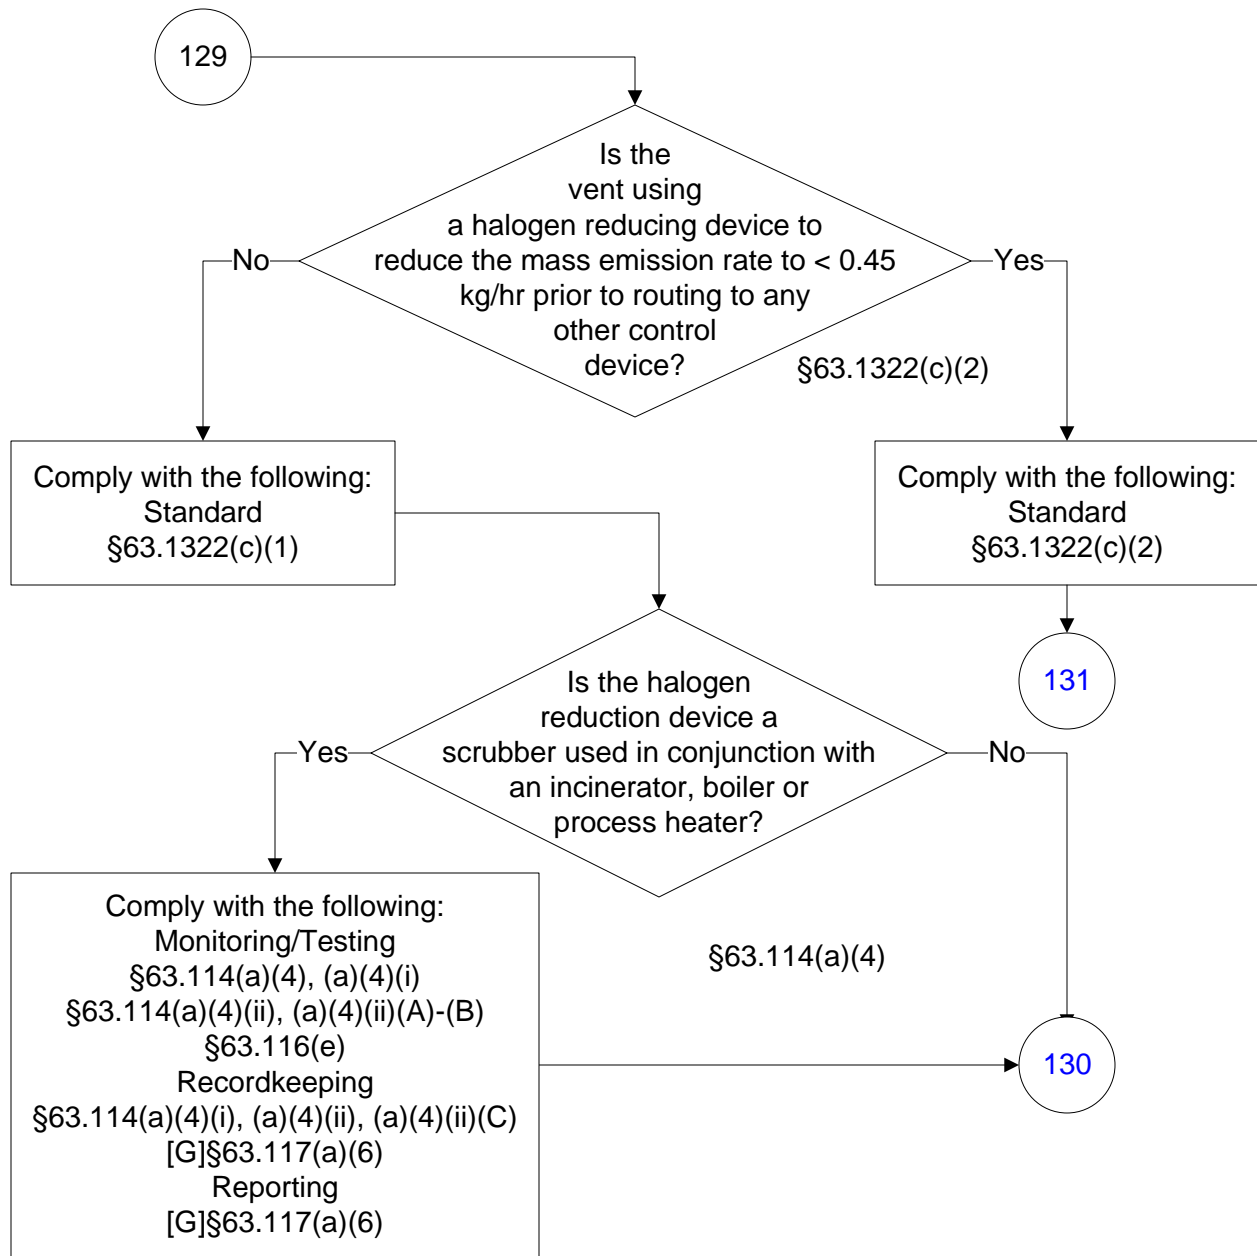 129
Is the
vent using
a halogen reducing device to
reduce the mass emission rate to < 0.45
kg/hr prior to routing to any
other control
device?
No
Yes
§63.1322(c)(2)
Comply with the following:
Standard
§63.1322(c)(1)
Comply with the following:
Standard
§63.1322(c)(2)
131
Is the halogen
reduction device a
scrubber used in conjunction with
an incinerator, boiler or
process heater?
Yes
No
§63.114(a)(4)
Comply with the following:
Monitoring/Testing
§63.114(a)(4), (a)(4)(i)
§63.114(a)(4)(ii), (a)(4)(ii)(A)-(B)
§63.116(e)
Recordkeeping
§63.114(a)(4)(i), (a)(4)(ii), (a)(4)(ii)(C)
[G]§63.117(a)(6)
Reporting
[G]§63.117(a)(6)
130